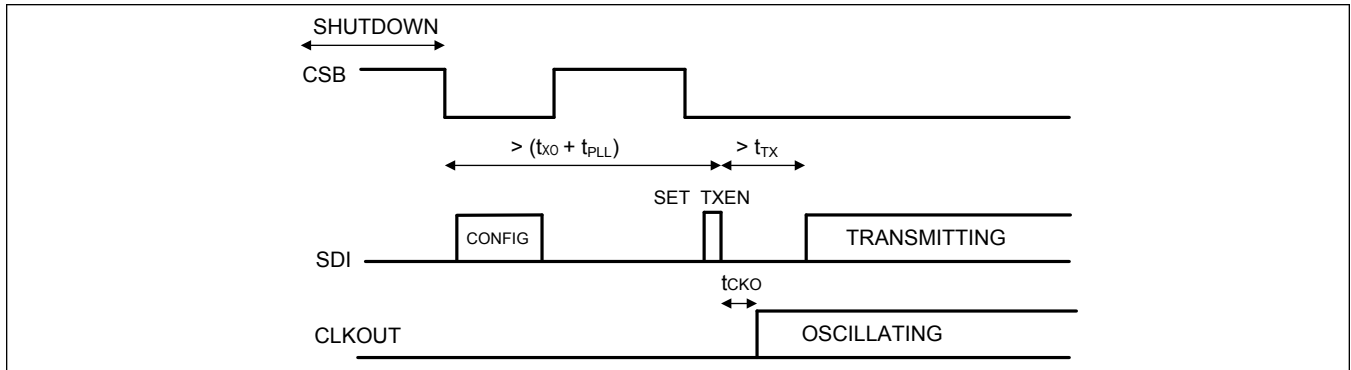 SHUTDOWN
CSB
> (tXO + tPLL)
> tTX
SET TXEN
CONFIG
TRANSMITTING
SDI
tCKO
CLKOUT
OSCILLATING